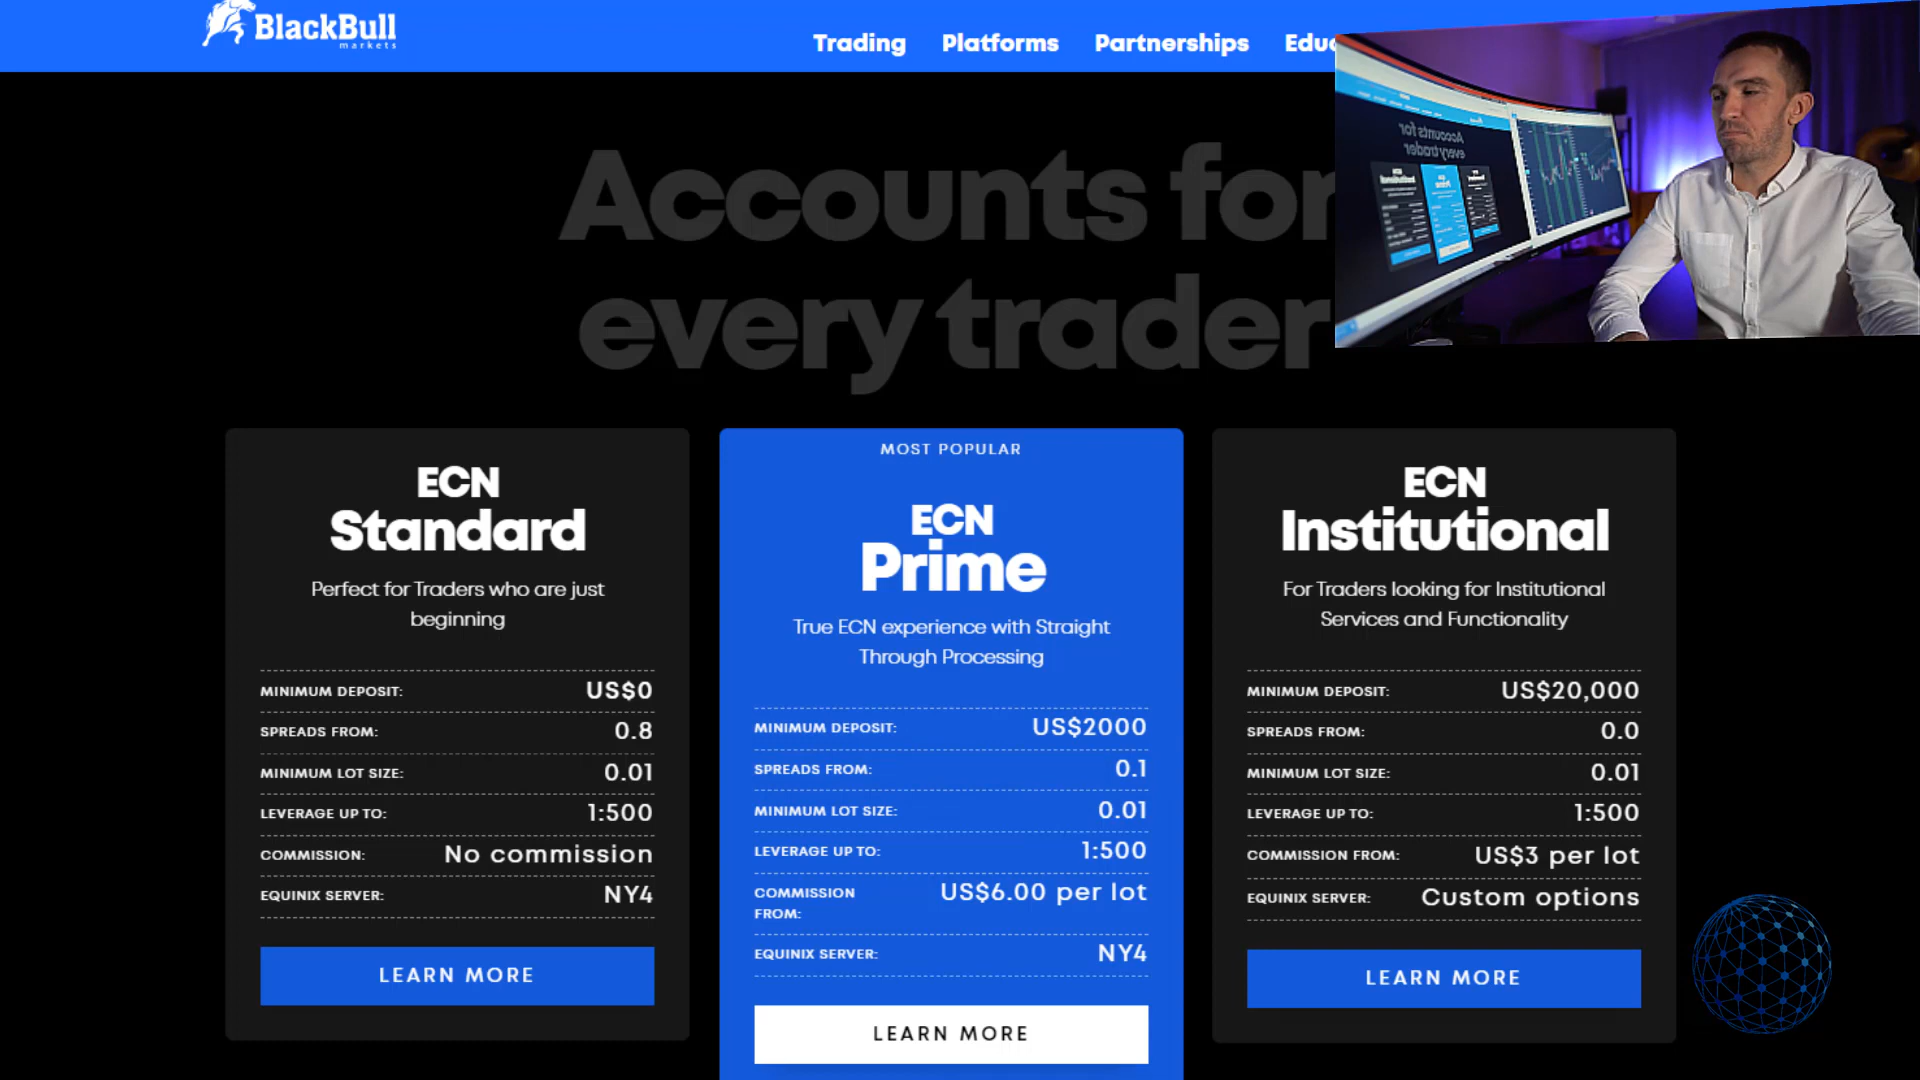 BlackBull
markets
Trading
Platforms
Partnerships
Accounts for
every trader
ECN
Standard
Perfect for Traders who are just
beginning
MINIMUM DEPOSIT: US$0
SPREADS FROM: 0.8
MINIMUM LOT SIZE: 0.01
LEVERAGE UP TO: 1:500
COMMISSION: No commission
EQUINIX SERVER: NY4
LEARN MORE
MOST POPULAR
ECN
Prime
True ECN experience with Straight
Through Processing
MINIMUM DEPOSIT: US$2000
SPREADS FROM: 0.1
MINIMUM LOT SIZE: 0.01
LEVERAGE UP TO: 1:500
COMMISSION US$6.00 per lot
FROM:
EQUINIX SERVER: NY4
LEARN MORE
ECN
Institutional
For Traders looking for Institutional
Services and Functionality
MINIMUM DEPOSIT: US$20,000
SPREADS FROM: 0.0
MINIMUM LOT SIZE: 0.01
LEVERAGE UP TO: 1:500
COMMISSION FROM: US$3 per lot
EQUINIX SERVER: Custom options
LEARN MORE
Accounts for
every trader